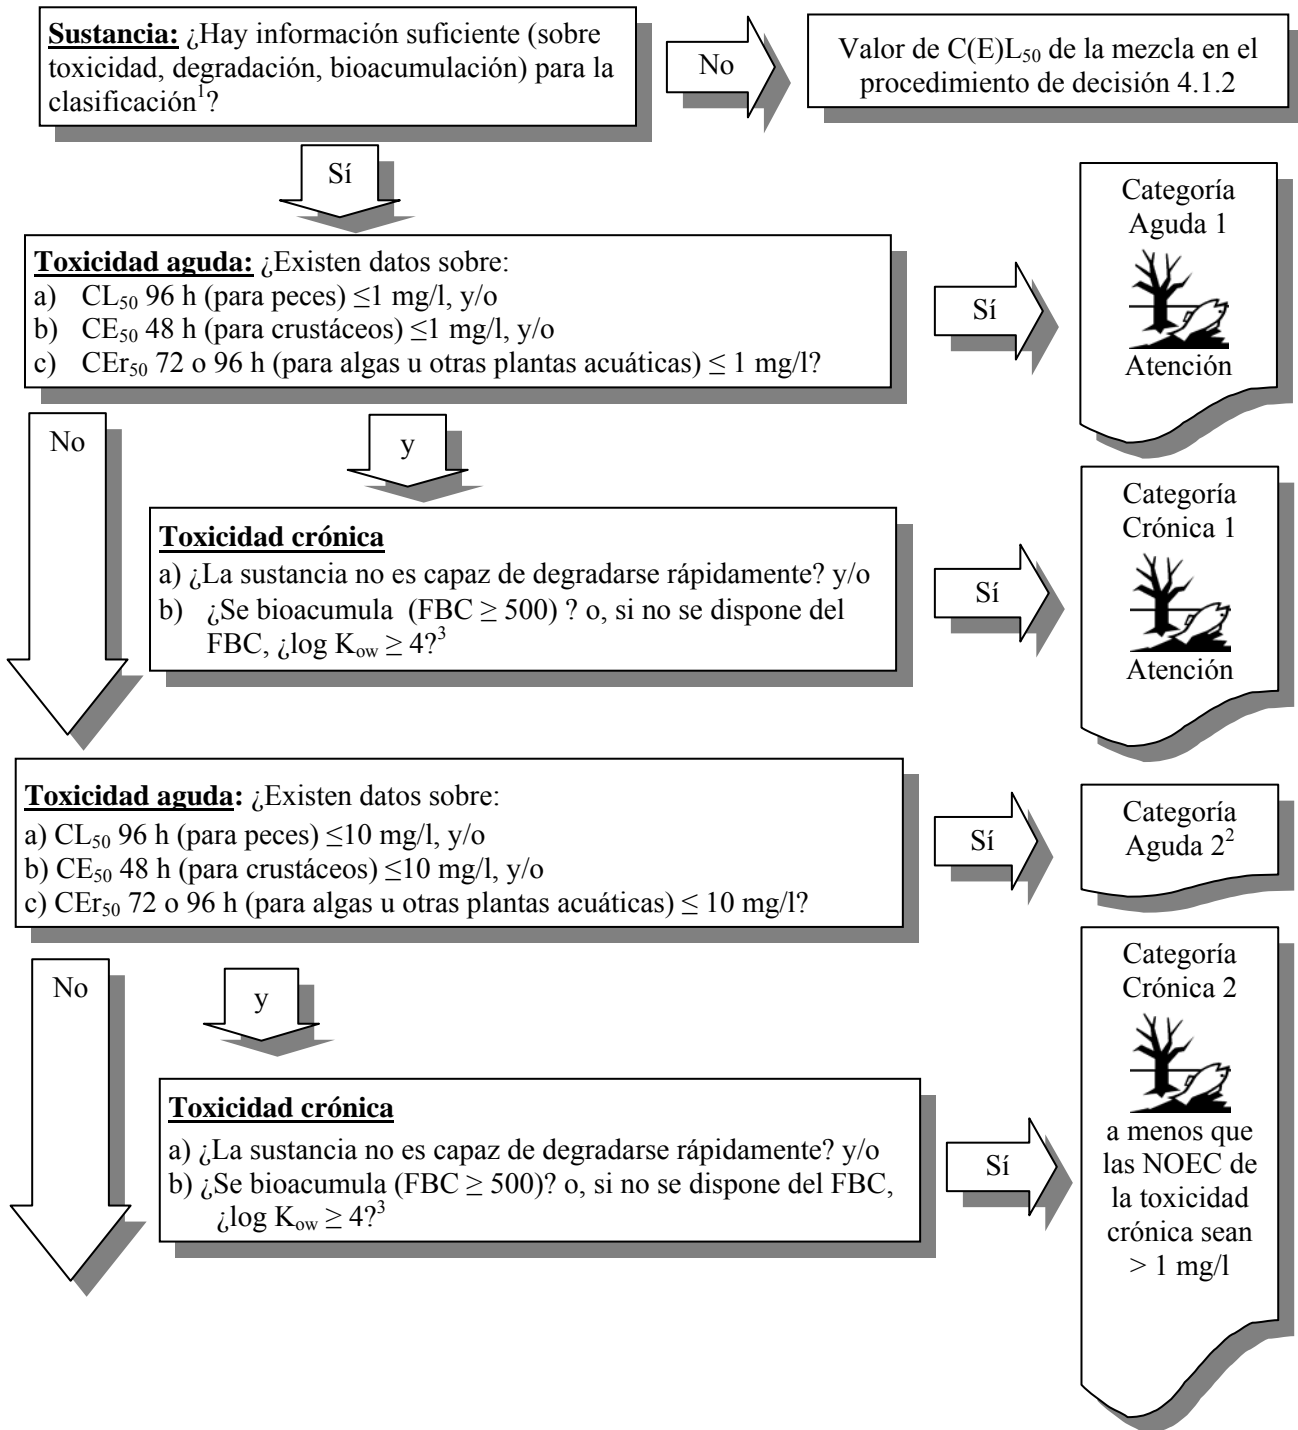 Sustancia: ¿Hay información suficiente (sobre
toxicidad, degradación, bioacumulación) para la
clasificación¹?
No
Valor de C(E)L₅₀ de la mezcla en el
procedimiento de decisión 4.1.2
Sí
Toxicidad aguda: ¿Existen datos sobre:
a) CL₅₀ 96 h (para peces) ≤1 mg/l, y/o
b) CE₅₀ 48 h (para crustáceos) ≤1 mg/l, y/o
c) CEr₅₀ 72 o 96 h (para algas u otras plantas acuáticas) ≤ 1 mg/l?
Sí
Categoría
Aguda 1
Atención
No
y
Toxicidad crónica
a) ¿La sustancia no es capaz de degradarse rápidamente? y/o
b) ¿Se bioacumula (FBC ≥ 500) ? o, si no se dispone del
FBC, ¿log Kₒw ≥ 4?³
Sí
Categoría
Crónica 1
Atención
Toxicidad aguda: ¿Existen datos sobre:
a) CL₅₀ 96 h (para peces) ≤10 mg/l, y/o
b) CE₅₀ 48 h (para crustáceos) ≤10 mg/l, y/o
c) CEr₅₀ 72 o 96 h (para algas u otras plantas acuáticas) ≤ 10 mg/l?
Sí
Categoría
Aguda 2²
No
y
Toxicidad crónica
a) ¿La sustancia no es capaz de degradarse rápidamente? y/o
b) ¿Se bioacumula (FBC ≥ 500)? o, si no se dispone del FBC,
¿log Kₒw ≥ 4?³
Sí
Categoría
Crónica 2
a menos que
las NOEC de
la toxicidad
crónica sean
> 1 mg/l